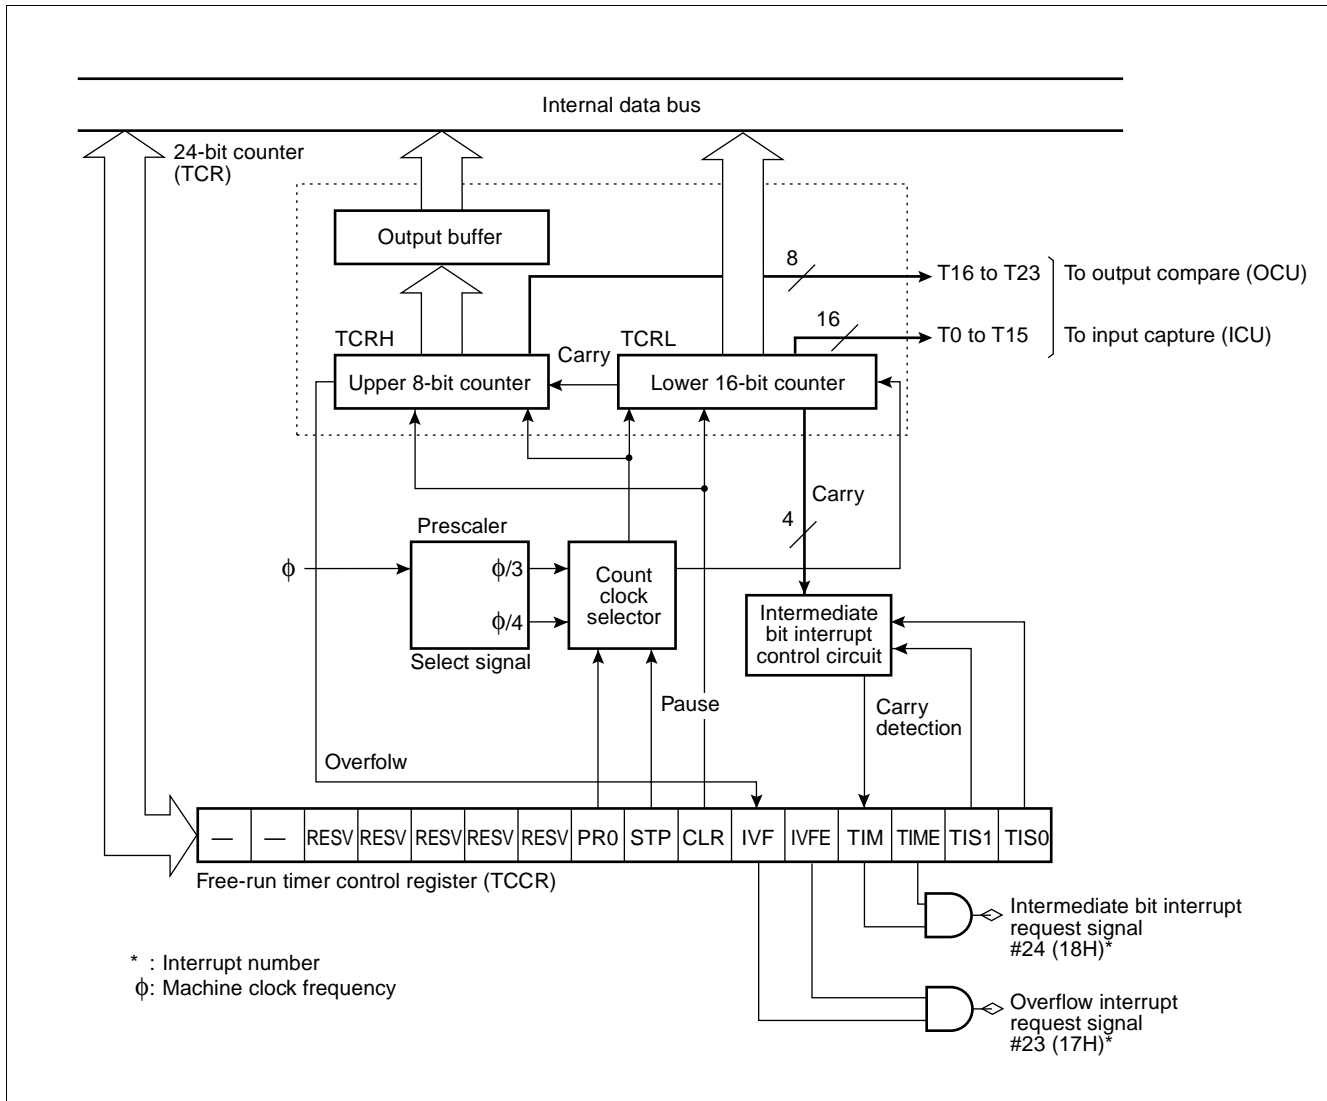 Internal data bus
24-bit counter
(TCR)
Output buffer
8
T16 to T23
To output compare (OCU)
16
T0 to T15
To input capture (ICU)
TCRH
TCRL
Carry
Upper 8-bit counter
Lower 16-bit counter
Carry
4
Prescaler
ϕ
ϕ/3
ϕ/4
Count
clock
selector
Select signal
Intermediate
bit interrupt
control circuit
Pause
Carry
detection
Overfolw
— — RESV RESV RESV RESV RESV PR0 STP CLR IVF IVFE TIM TIME TIS1 TIS0
Free-run timer control register (TCCR)
Intermediate bit interrupt
request signal
#24 (18H)*
* : Interrupt number
ϕ: Machine clock frequency
Overflow interrupt
request signal
#23 (17H)*